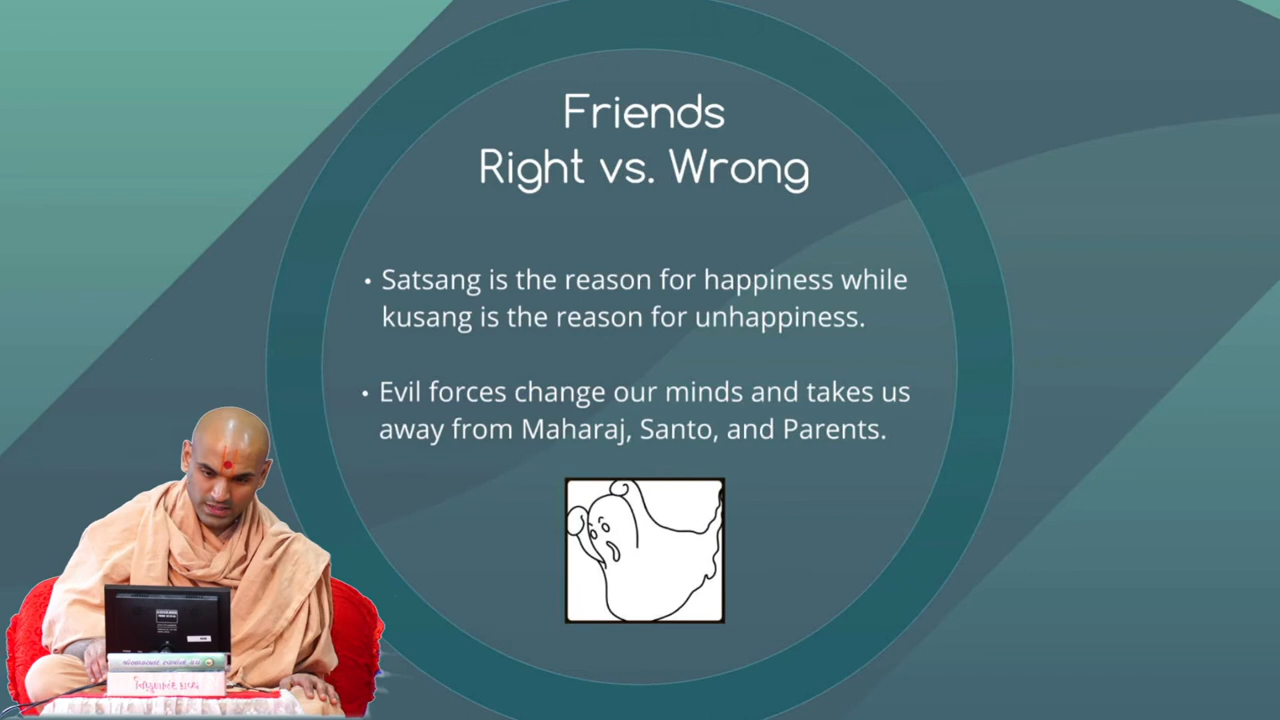 Friends
Right vs. Wrong
• Satsang is the reason for happiness while
kusang is the reason for unhappiness.
• Evil forces change our minds and takes us
away from Maharaj, Santo, and Parents.